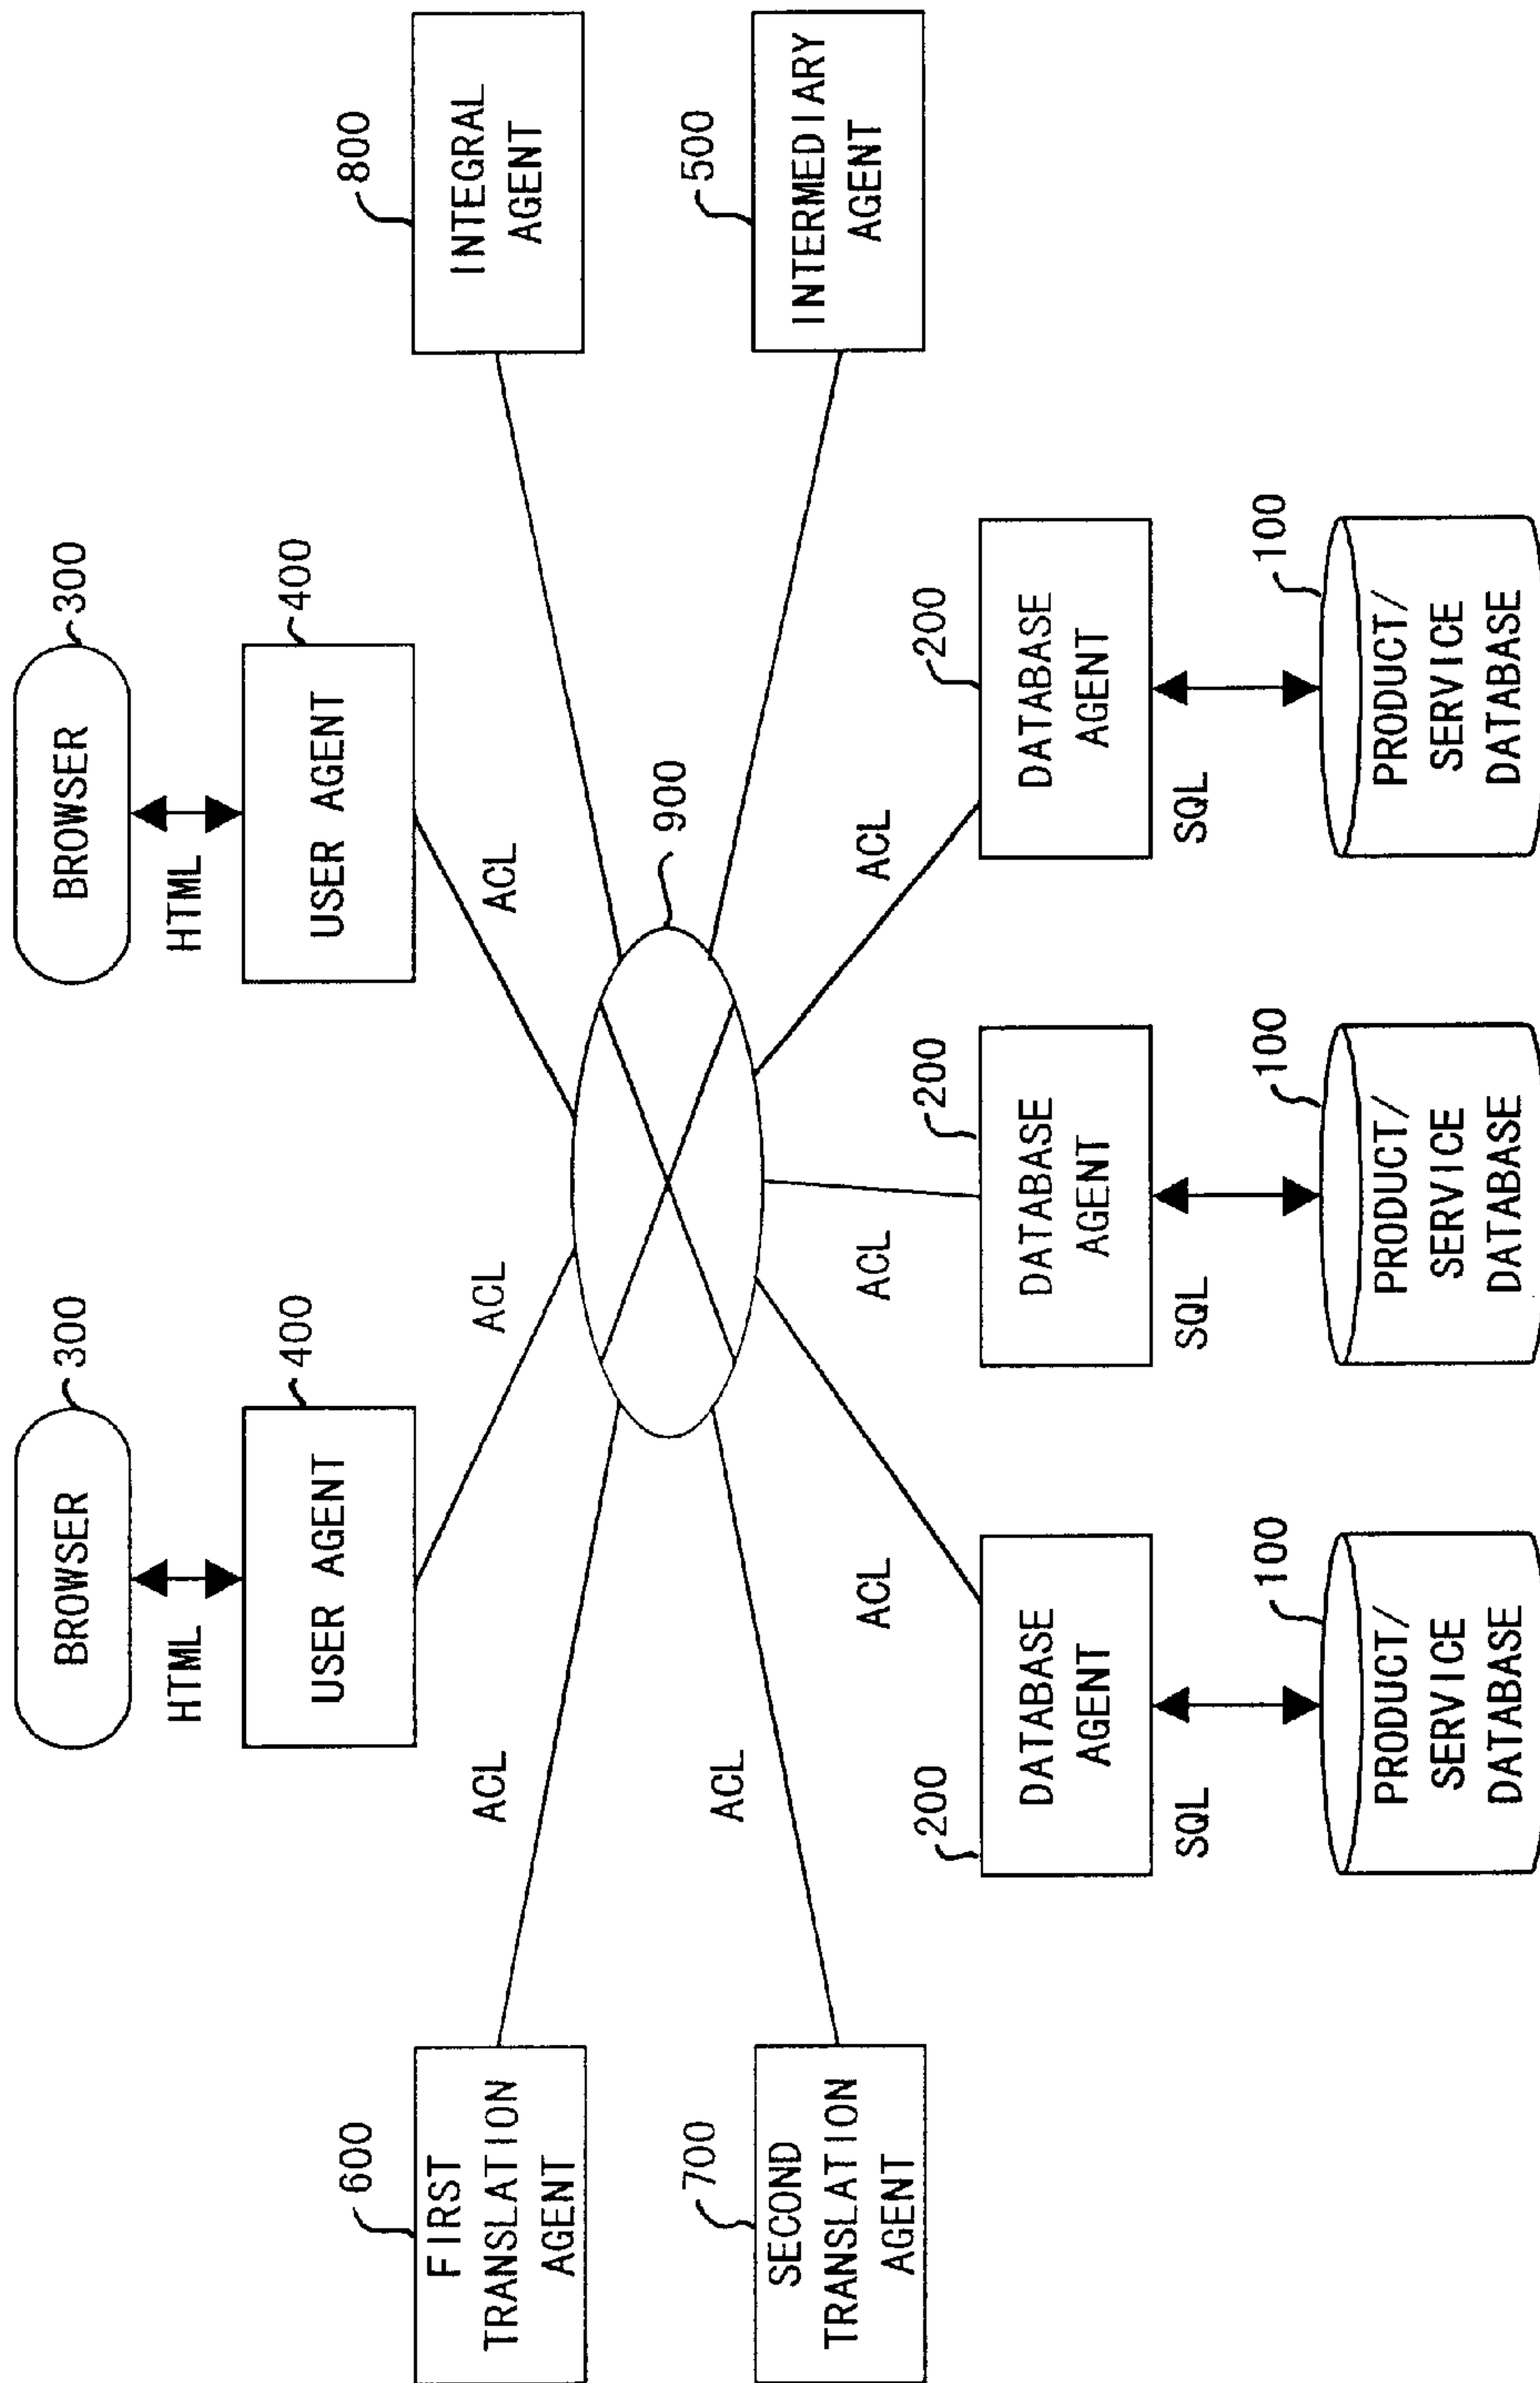 300
BROWSER
HTML
400
USER AGENT
ACL
300
BROWSER
HTML
400
USER AGENT
ACL
600
FIRST
TRANSLATION
AGENT
ACL
800
INTEGRAL
AGENT
900
700
SECOND
TRANSLATION
AGENT
ACL
500
INTERMEDIARY
AGENT
ACL
200
DATABASE
AGENT
SQL
100
PRODUCT/
SERVICE
DATABASE
ACL
200
DATABASE
AGENT
SQL
100
PRODUCT/
SERVICE
DATABASE
ACL
200
DATABASE
AGENT
SQL
100
PRODUCT/
SERVICE
DATABASE